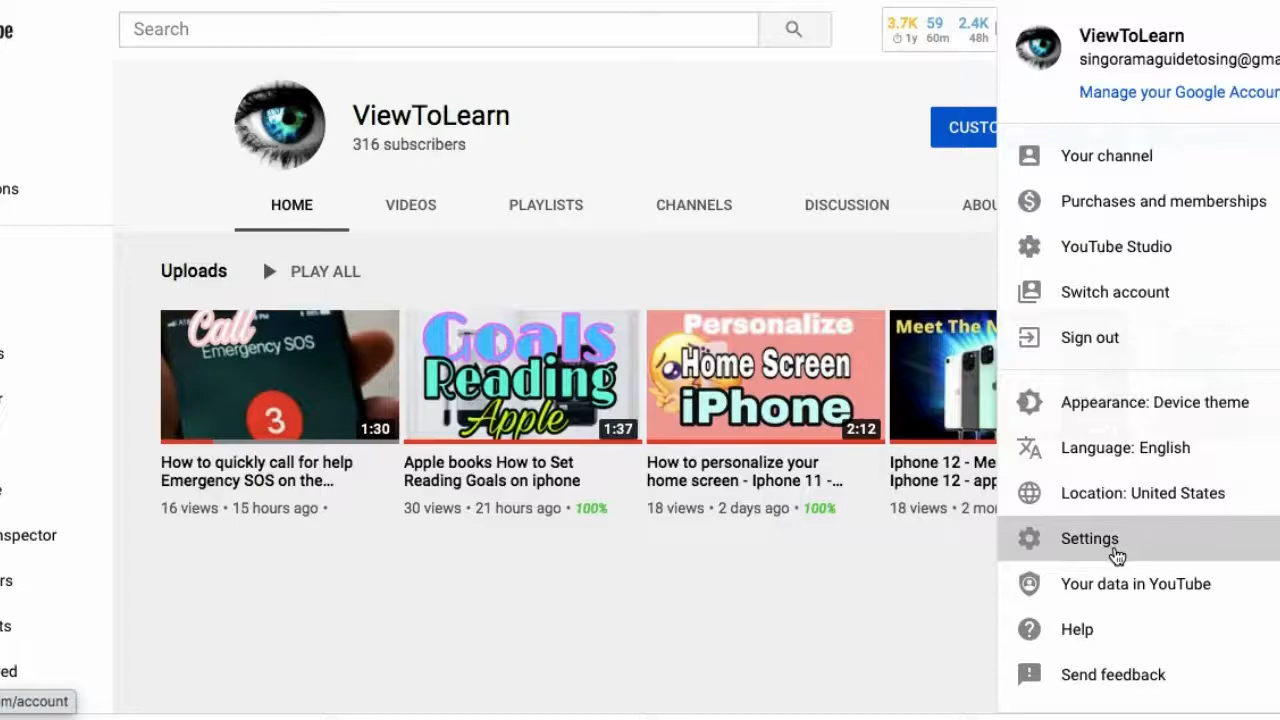 be
Search
3.7K 59 2.4K
1y 60m 48h
ViewToLearn
singoramaguidetosing@gma
Manage your Google Accour
ViewToLearn
316 subscribers
CUSTO
ons
HOME VIDEOS PLAYLISTS CHANNELS DISCUSSION ABOU
Your channel
Purchases and memberships
YouTube Studio
Switch account
Sign out
Appearance: Device theme
Language: English
Location: United States
Settings
Your data in YouTube
Help
Send feedback
Uploads PLAY ALL
Call
Emergency SOS
3
1:30
How to quickly call for help
Emergency SOS on the...
16 views • 15 hours ago •
Goals
Reading
Apple
1:37
Apple books How to Set
Reading Goals on iphone
30 views • 21 hours ago • 100%
Personalize
Home Screen
iPhone
2:12
How to personalize your
home screen - Iphone 11 -...
18 views • 2 days ago • 100%
Meet The N
Iphone 12 - Me
Iphone 12 - app
18 views • 2 mon
s
r
e
nspector
rs
ts
ed
m/account